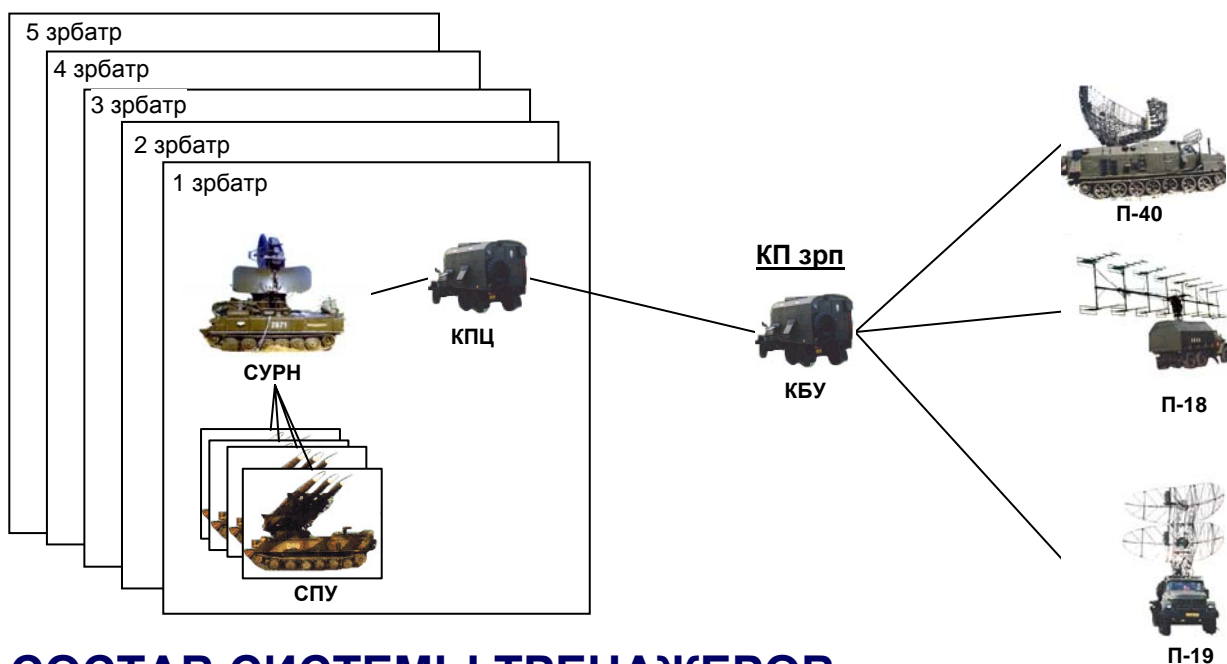 5 зрбатр
4 зрбатр
3 зрбатр
2 зрбатр
1 зрбатр
СУРН
КПЦ
СПУ
КП зрп
КБУ
П-40
П-18
П-19
СОСТАВ СИСТЕМЫ ТРЕНАЖЕРОВ